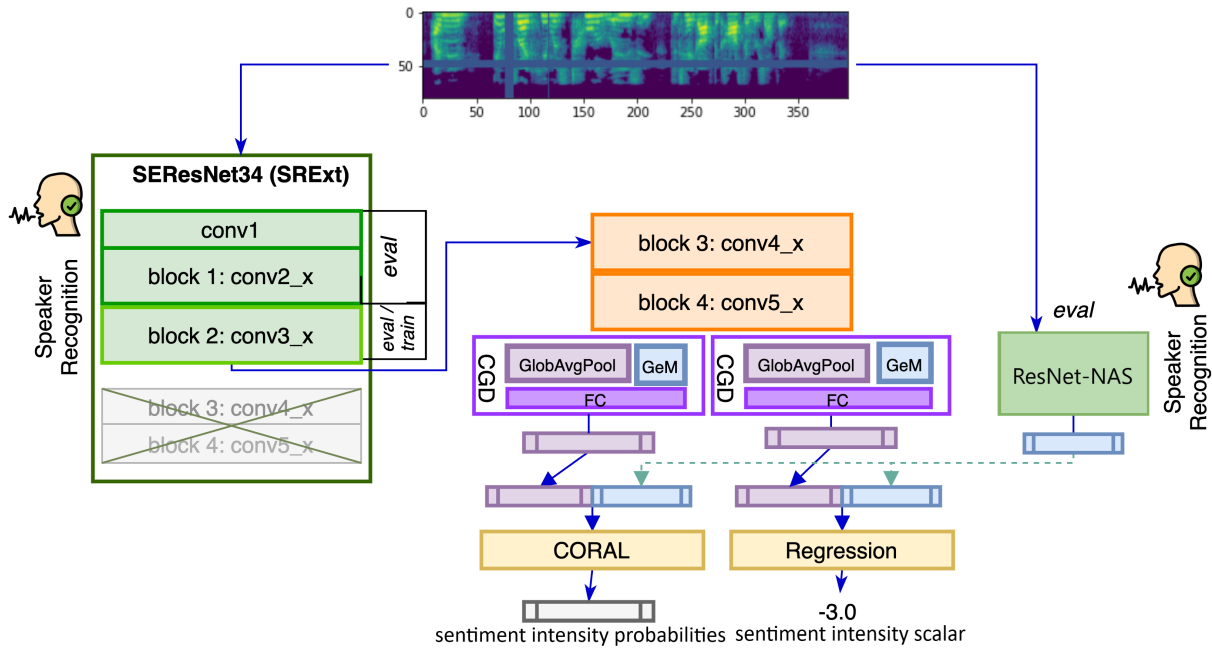 0
50
0
50
100
150
200
250
300
350
SEResNet34 (SRExt)
conv1
block 1: conv2_x
block 2: conv3_x
block 3: conv4_x
block 4: conv5_x
eval
eval /
train
Speaker
Recognition
block 3: conv4_x
block 4: conv5_x
CGD
GlobAvgPool
GeM
FC
CGD
GlobAvgPool
GeM
FC
eval
ResNet-NAS
Speaker
Recognition
CORAL
Regression
-3.0
sentiment intensity probabilities
sentiment intensity scalar